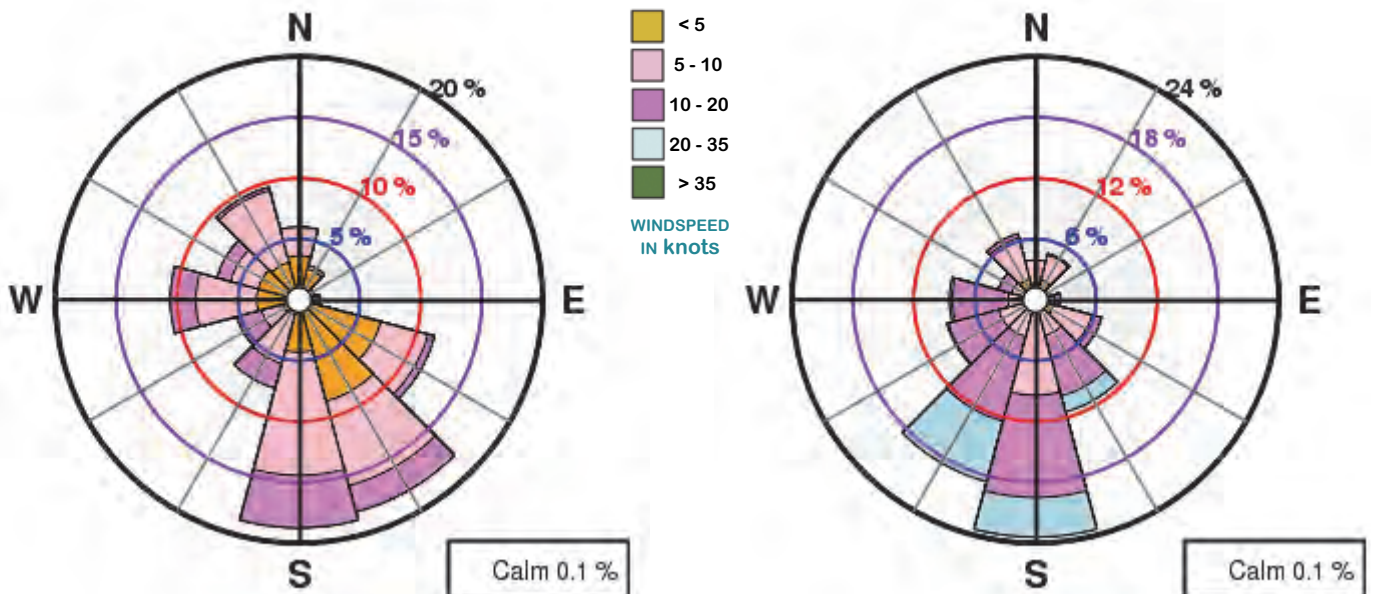 N
20 %
15 %
10 %
5 %
W
E
S
Calm 0.1 %
< 5
5 - 10
10 - 20
20 - 35
> 35
WINDSPEED
IN knots
N
24 %
18 %
12 %
6 %
W
E
S
Calm 0.1 %